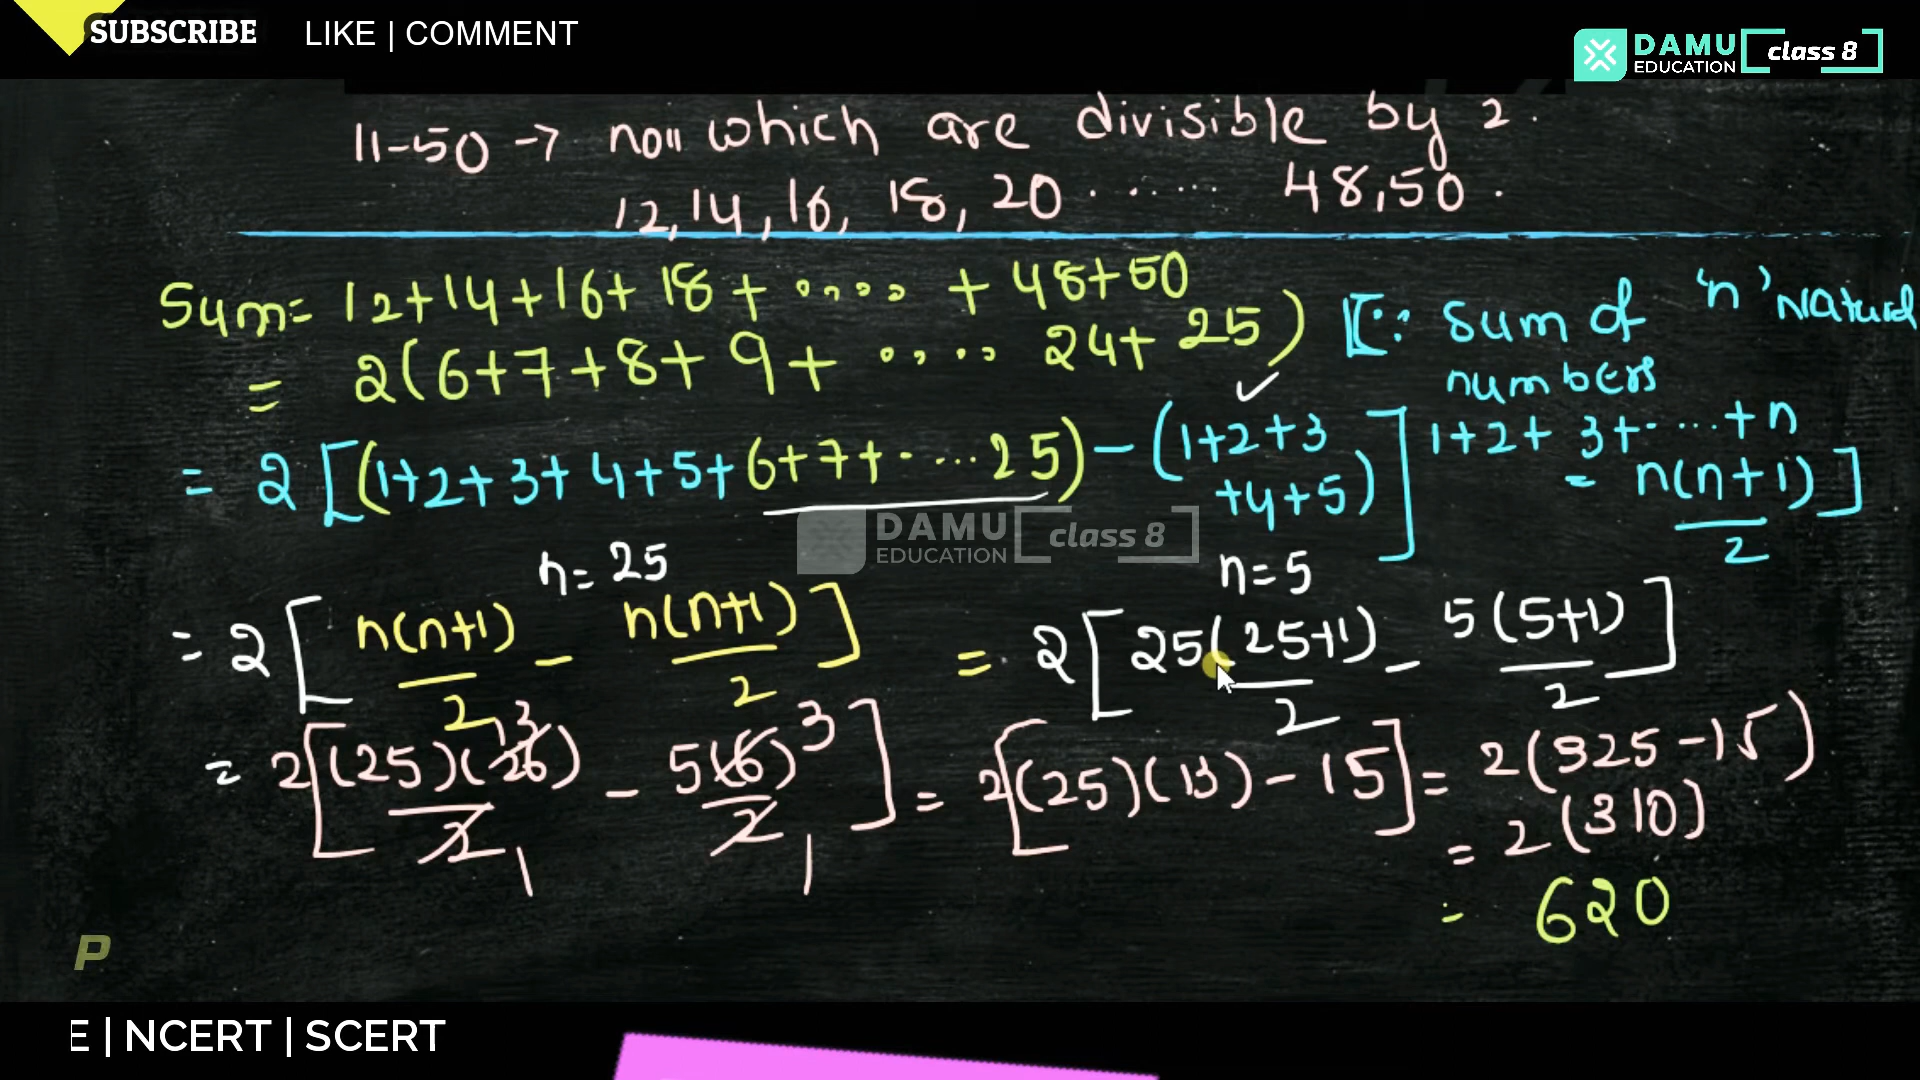 SUBSCRIBE LIKE | COMMENT
DAMU EDUCATION class 8
11-50 → no|| which are divisible by 2.
12, 14, 16, 18, 20 ........ 48, 50.
Sum = 12+14+16+18+ ..... +48+50
= 2(6+7+8+9+ ..... 24+25)
[∵ sum of 'n' Natural numbers
1+2+3+.....+n
= n(n+1)/2]
= 2[(1+2+3+4+5+6+7+....25)-(1+2+3+4+5)]
DAMU EDUCATION class 8
n=25 n=5
= 2[n(n+1)/2 - n(n+1)/2] = 2[25(25+1)/2 - 5(5+1)/2]
= 2[(25)(26)13/2 1 - 5(6)3/2 1] = 2[(25)(13)-15] = 2(325-15)
= 2(310)
= 620
P
E | NCERT | SCERT